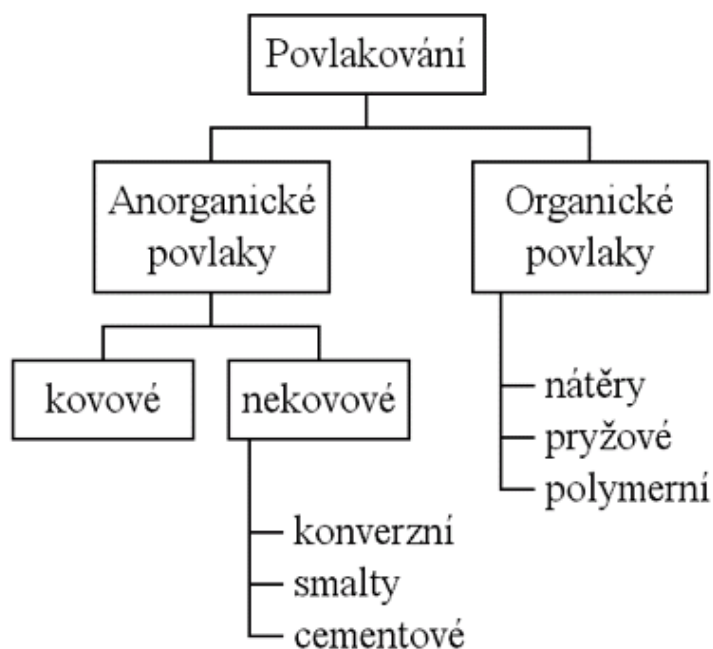 Povlakování
Anorganické
povlaky
Organické
povlaky
kovové
nekovové
nátěry
pryžové
polymerní
konverzní
smalty
cementové